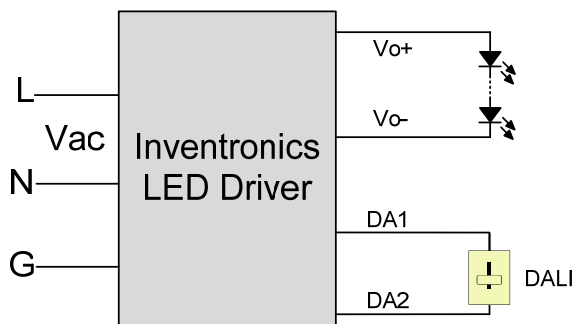 L
Vac
N
G
Inventronics
LED Driver
Vo+
Vo-
DA1
DA2
DALI